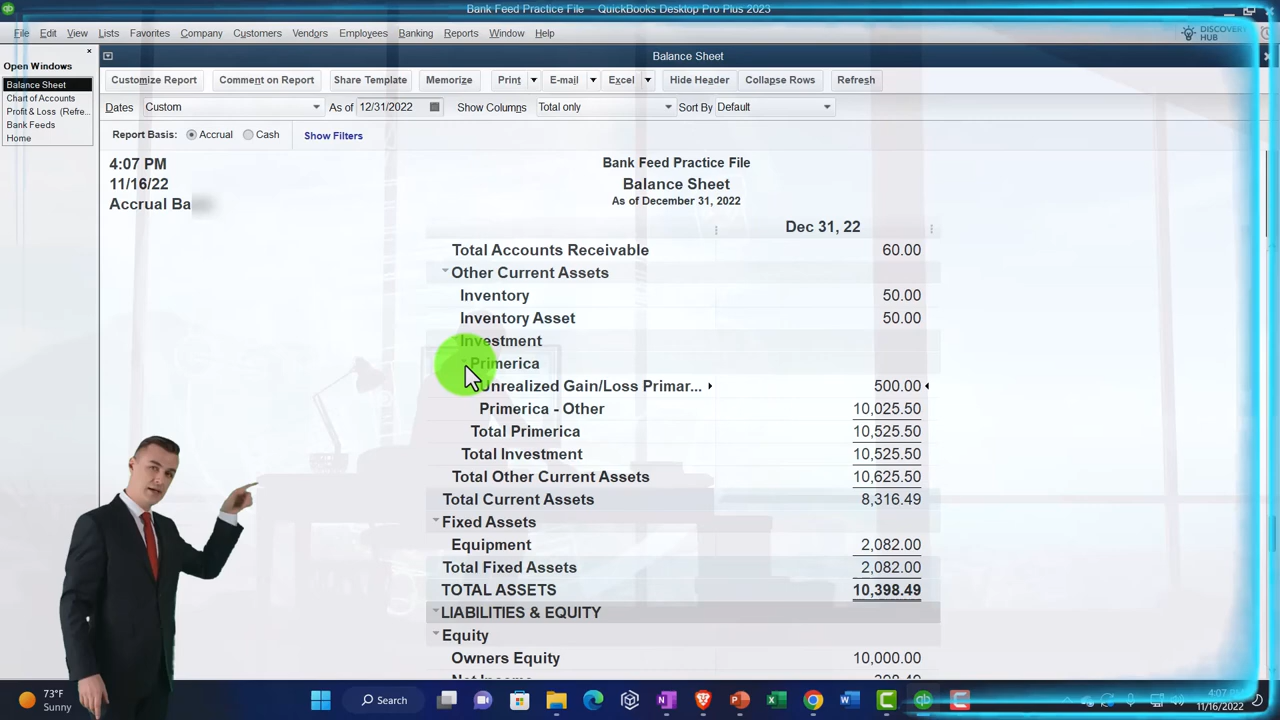 Bank Feed Practice File - QuickBooks Desktop Pro Plus 2023
File Edit View Lists Favorites Company Customers Vendors Employees Banking Reports Window Help
DISCOVER HUB
Open Windows
Balance Sheet
Chart of Accounts
Profit & Loss (Refre...
Bank Feeds
Home
Balance Sheet
Customize Report Comment on Report Share Template Memorize Print E-mail Excel Hide Header Collapse Rows Refresh
Dates Custom As of 12/31/2022 Show Columns Total only Sort By Default
Report Basis: Accrual Cash Show Filters
4:07 PM
11/16/22
Accrual
Bank Feed Practice File
Balance Sheet
As of December 31, 2022
Dec 31, 22
Total Accounts Receivable 60.00
Other Current Assets
Inventory 50.00
Inventory Asset 50.00
Investment
Primerica
Unrealized Gain/Loss Primar... 500.00
Primerica - Other 10,025.50
Total Primerica 10,525.50
Total Investment 10,525.50
Total Other Current Assets 10,625.50
Total Current Assets 8,316.49
Fixed Assets
Equipment 2,082.00
Total Fixed Assets 2,082.00
TOTAL ASSETS 10,398.49
LIABILITIES & EQUITY
Equity
Owners Equity 10,000.00
73°F
Sunny
Search
4:07 PM
11/16/2022